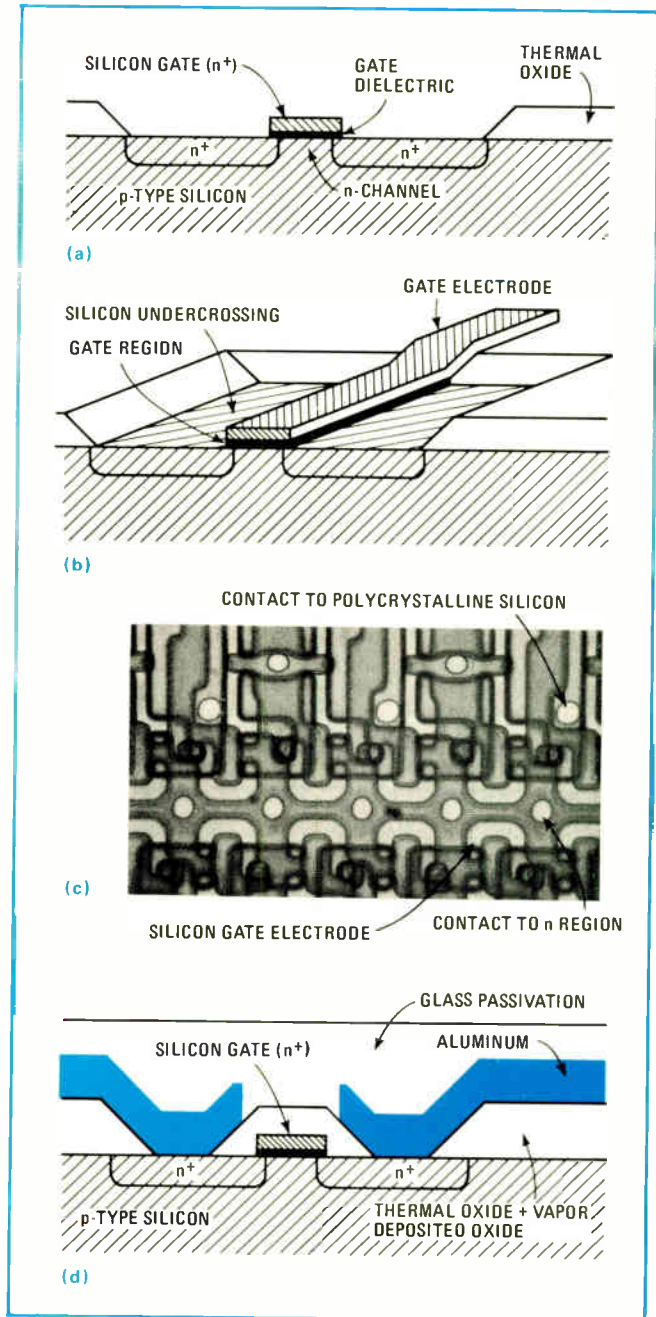 SILICON GATE (n+)
GATE
DIELECTRIC
THERMAL
OXIDE
n+
n+
p-TYPE SILICON
n-CHANNEL
(a)
GATE ELECTRODE
SILICON UNDERCROSSING
GATE REGION
(b)
CONTACT TO POLYCRYSTALLINE SILICON
(c)
SILICON GATE ELECTRODE
CONTACT TO n REGION
GLASS PASSIVATION
SILICON GATE (n+)
ALUMINUM
n+
n+
p-TYPE SILICON
THERMAL OXIDE + VAPOR
DEPOSITED OXIDE
(d)